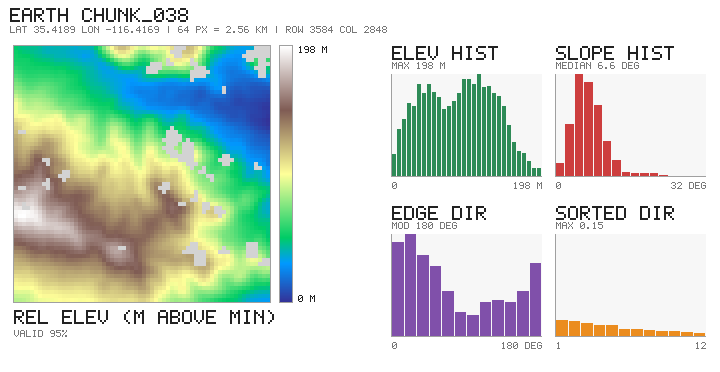 EARTH CHUNK_038
LAT 35.4189 LON -116.4169 | 64 PX = 2.56 KM | ROW 3584 COL 2848
198 M
0 M
REL ELEV (M ABOVE MIN)
VALID 95%
ELEV HIST
MAX 198 M
0 198 M
SLOPE HIST
MEDIAN 6.6 DEG
0 32 DEG
EDGE DIR
MOD 180 DEG
0 180 DEG
SORTED DIR
MAX 0.15
1 12